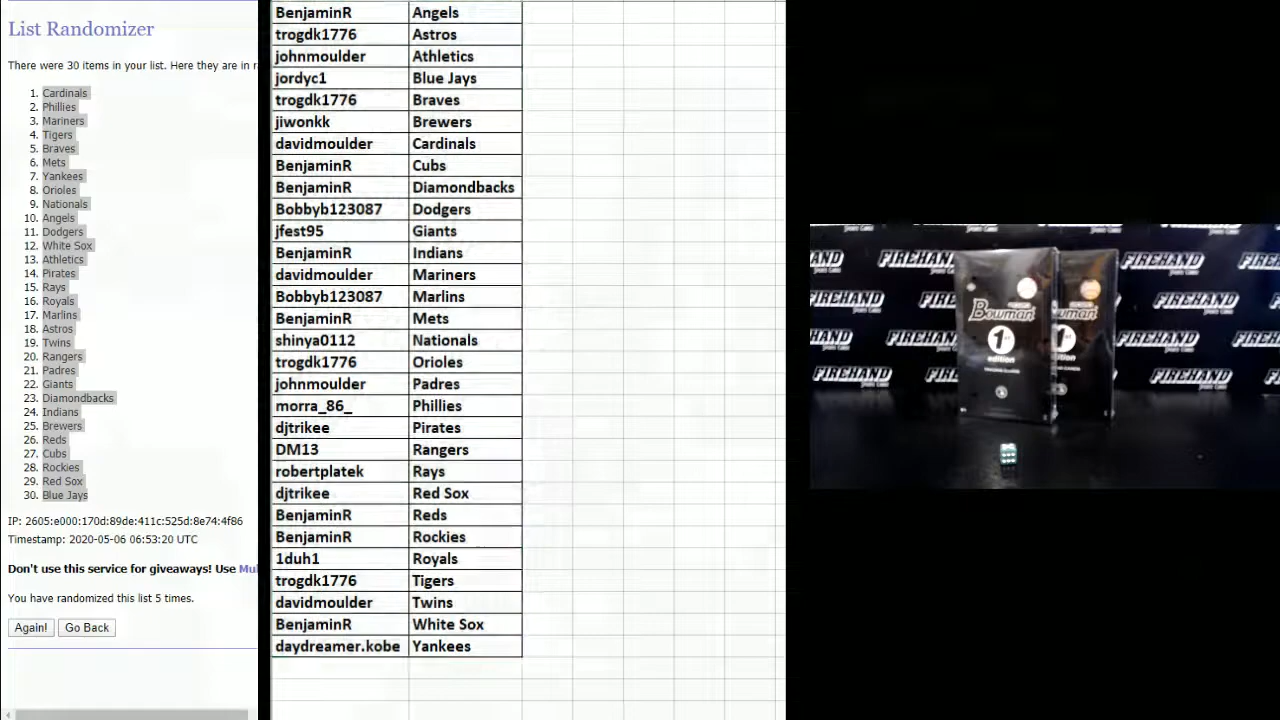 List Randomizer
There were 30 items in your list. Here they are in
1. Cardinals
2. Phillies
3. Mariners
4. Tigers
5. Braves
6. Mets
7. Yankees
8. Orioles
9. Nationals
10. Angels
11. Dodgers
12. White Sox
13. Athletics
14. Pirates
15. Rays
16. Royals
17. Marlins
18. Astros
19. Twins
20. Rangers
21. Padres
22. Giants
23. Diamondbacks
24. Indians
25. Brewers
26. Reds
27. Cubs
28. Rockies
29. Red Sox
30. Blue Jays
IP: 2605:e000:170d:89de:411c:525d:8e74:4f86
Timestamp: 2020-05-06 06:53:20 UTC
Don't use this service for giveaways! Use
You have randomized this list 5 times.
Again! Go Back
BenjaminR Angels
trogdk1776 Astros
johnmoulder Athletics
jordyc1 Blue Jays
trogdk1776 Braves
jiwonkk Brewers
davidmoulder Cardinals
BenjaminR Cubs
BenjaminR Diamondbacks
Bobbyb123087 Dodgers
jfest95 Giants
BenjaminR Indians
davidmoulder Mariners
Bobbyb123087 Marlins
BenjaminR Mets
shinya0112 Nationals
trogdk1776 Orioles
johnmoulder Padres
morra_86_ Phillies
djtrikee Pirates
DM13 Rangers
robertplatek Rays
djtrikee Red Sox
BenjaminR Reds
BenjaminR Rockies
1duh1 Royals
trogdk1776 Tigers
davidmoulder Twins
BenjaminR White Sox
daydreamer.kobe Yankees
FIREHAND
FIREHAND
FIREHAND
FIREHAND
FIREHAND
FIREHAND
Bowman
1st
edition